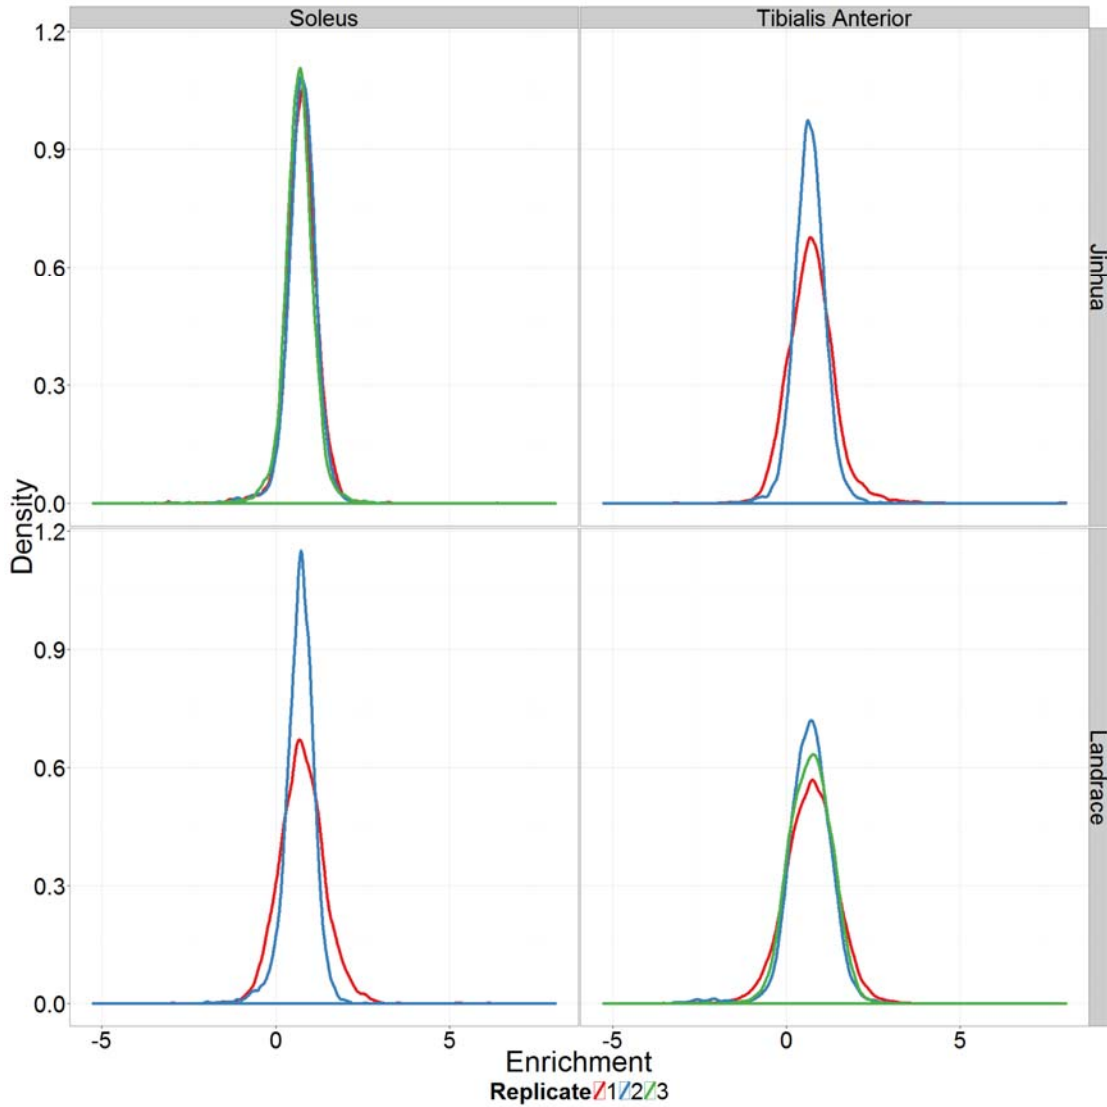 Soleus Tibialis Anterior
1.2
0.9
0.6
0.3
0.0
Jinhua
Density
1.2
0.9
0.6
0.3
0.0
Landrace
-5 0 5 -5 0 5
Enrichment
Replicate 1 2 3